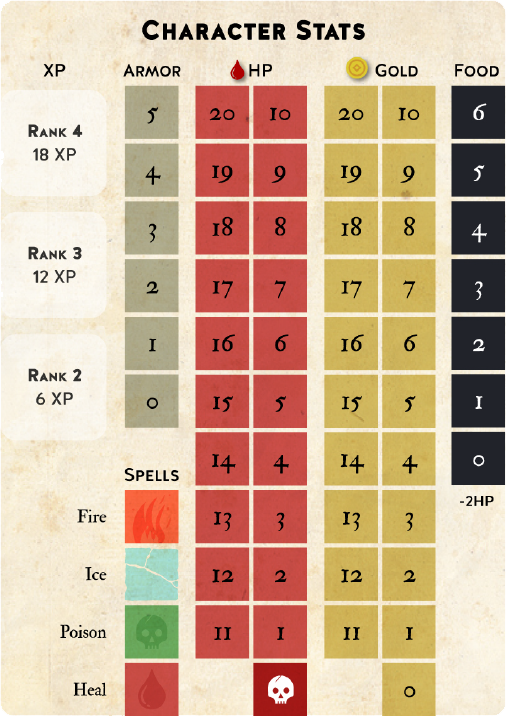 Character Stats
XP Armor HP Gold Food
5 20 10 20 10 6
Rank 4
18 XP
4 19 9 19 9 5
3 18 8 18 8 4
Rank 3
12 XP
2 17 7 17 7 3
1 16 6 16 6 2
Rank 2
6 XP
0 15 5 15 5 1
14 4 14 4 0
Spells
-2HP
Fire 13 3 13 3
Ice 12 2 12 2
Poison 11 1 11 1
Heal 0